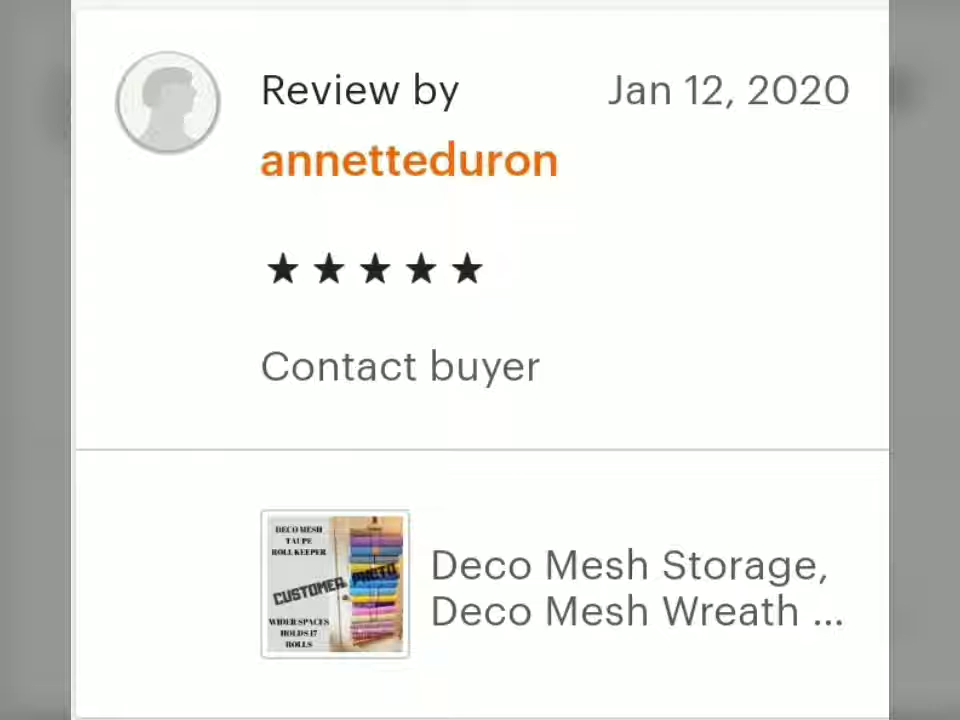 Review by
Jan 12, 2020
annetteduron
★★★★★
Contact buyer
DECO MESH
TAUPE
ROLL KEEPER
CUSTOMER PHOTO
WIDER SPACES
HOLDS 17
ROLLS
Deco Mesh Storage,
Deco Mesh Wreath ...